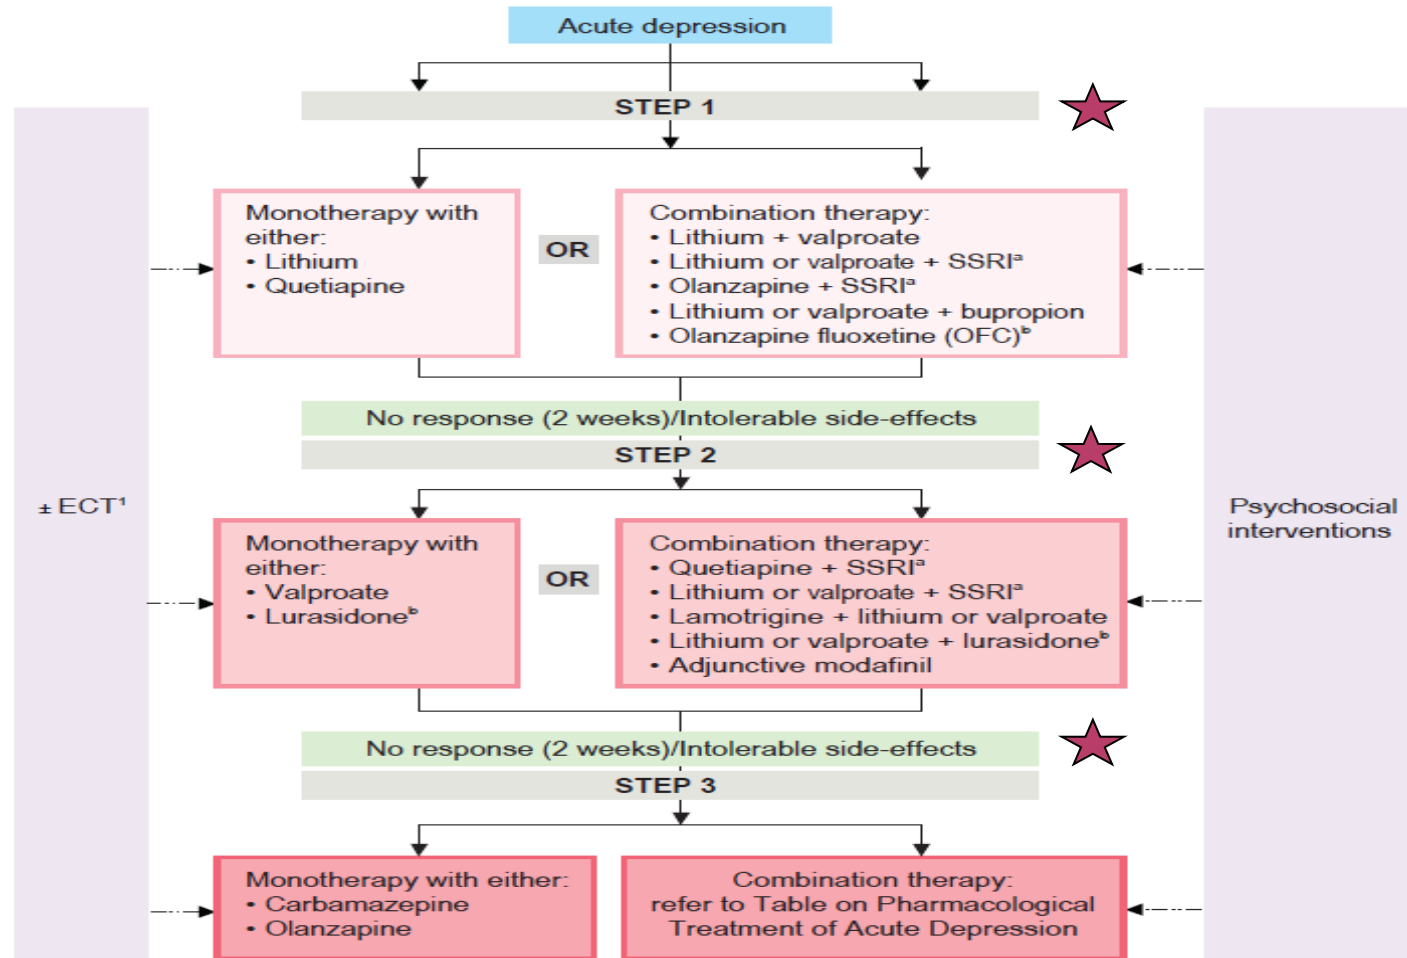 Acute depression
STEP 1
Monotherapy with
either:
• Lithium
• Quetiapine
OR
Combination therapy:
• Lithium + valproate
• Lithium or valproate + SSRIᵃ
• Olanzapine + SSRIᵃ
• Lithium or valproate + bupropion
• Olanzapine fluoxetine (OFC)ᵇ
No response (2 weeks)/Intolerable side-effects
STEP 2
± ECT¹
Psychosocial
interventions
Monotherapy with
either:
• Valproate
• Lurasidoneᵇ
OR
Combination therapy:
• Quetiapine + SSRIᵃ
• Lithium or valproate + SSRIᵃ
• Lamotrigine + lithium or valproate
• Lithium or valproate + lurasidoneᵇ
• Adjunctive modafinil
No response (2 weeks)/Intolerable side-effects
STEP 3
Monotherapy with either:
• Carbamazepine
• Olanzapine
Combination therapy:
refer to Table on Pharmacological
Treatment of Acute Depression